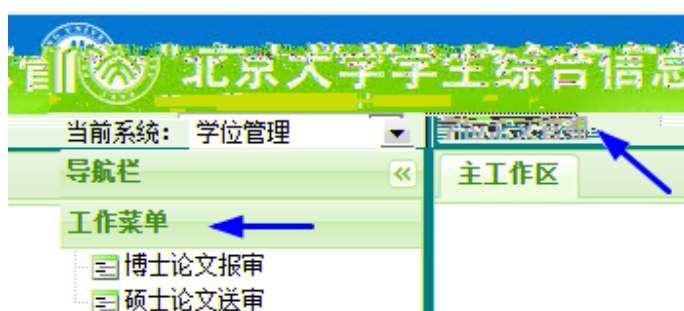 北京大学学生综合信息
当前系统： 学位管理
导航栏
主工作区
工作菜单
博士论文报审
硕士论文送审